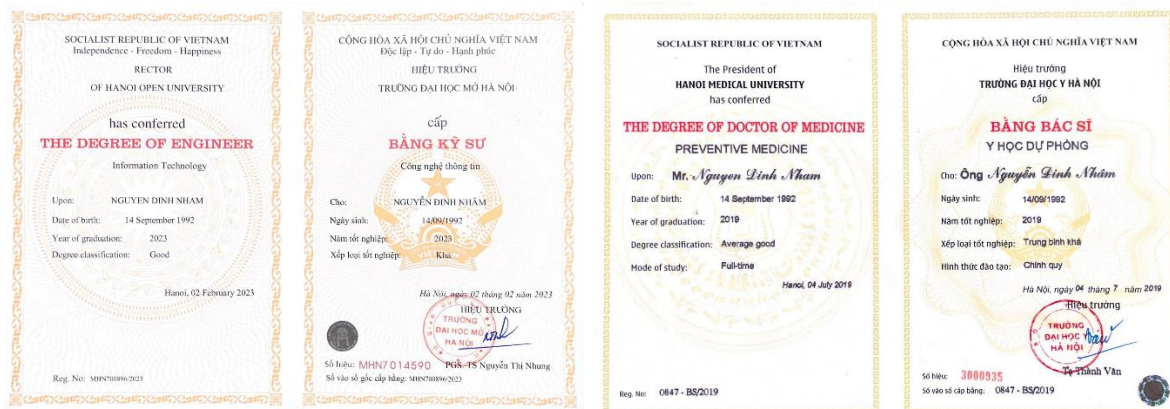 SOCIALIST REPUBLIC OF VIETNAM
Independence - Freedom - Happiness
RECTOR
OF HANOI OPEN UNIVERSITY
has conferred
THE DEGREE OF ENGINEER
Information Technology
Upon: NGUYEN DINH NHAM
Date of birth: 14 September 1992
Year of graduation: 2023
Degree classification: Good
Hanoi, 02 February 2023
Reg. No: MHN7011896/2023
CỘNG HÒA XÃ HỘI CHỦ NGHĨA VIỆT NAM
Độc lập - Tự do - Hạnh phúc
HIỆU TRƯỞNG
TRƯỜNG ĐẠI HỌC MỞ HÀ NỘI
cấp
BẰNG KỸ SƯ
Công nghệ thông tin
Cho: NGUYỄN ĐÌNH NHÂM
Ngày sinh: 14/09/1992
Năm tốt nghiệp: 2023
Xếp loại tốt nghiệp: Khá
VIỆT NAM
Hà Nội, ngày 02 tháng 02 năm 2023
HIỆU TRƯỞNG
TRƯỜNG
ĐẠI HỌC MỞ
HÀ NỘI
Số hiệu: MHN7 014590 PGS. TS Nguyễn Thị Nhung
Số vào sổ gốc cấp bằng:
SOCIALIST REPUBLIC OF VIETNAM
The President of
HANOI MEDICAL UNIVERSITY
has conferred
THE DEGREE OF DOCTOR OF MEDICINE
PREVENTIVE MEDICINE
Upon: Mr. Nguyen Dinh Nham
Date of birth: 14 September 1992
Year of graduation: 2019
Degree classification: Average good
Mode of study: Full-time
Hanoi, 04 July 2019
Reg. No: 0847 - BS/2019
CỘNG HÒA XÃ HỘI CHỦ NGHĨA VIỆT NAM
Hiệu trưởng
TRƯỜNG ĐẠI HỌC Y HÀ NỘI
cấp
BẰNG BÁC SĨ
Y HỌC DỰ PHÒNG
Cho: Ông Nguyễn Đình Nhâm
Ngày sinh: 14/09/1992
Năm tốt nghiệp: 2019
Xếp loại tốt nghiệp: Trung bình khá
Hình thức đào tạo: Chính quy
Hà Nội, ngày 04 tháng 7 năm 2019
Hiệu trưởng
TRƯỜNG
ĐẠI HỌC Y
HÀ NỘI
Tạ Thành Văn
Số hiệu: 3000935
Số vào sổ cấp bằng: 0847 - BS/2019